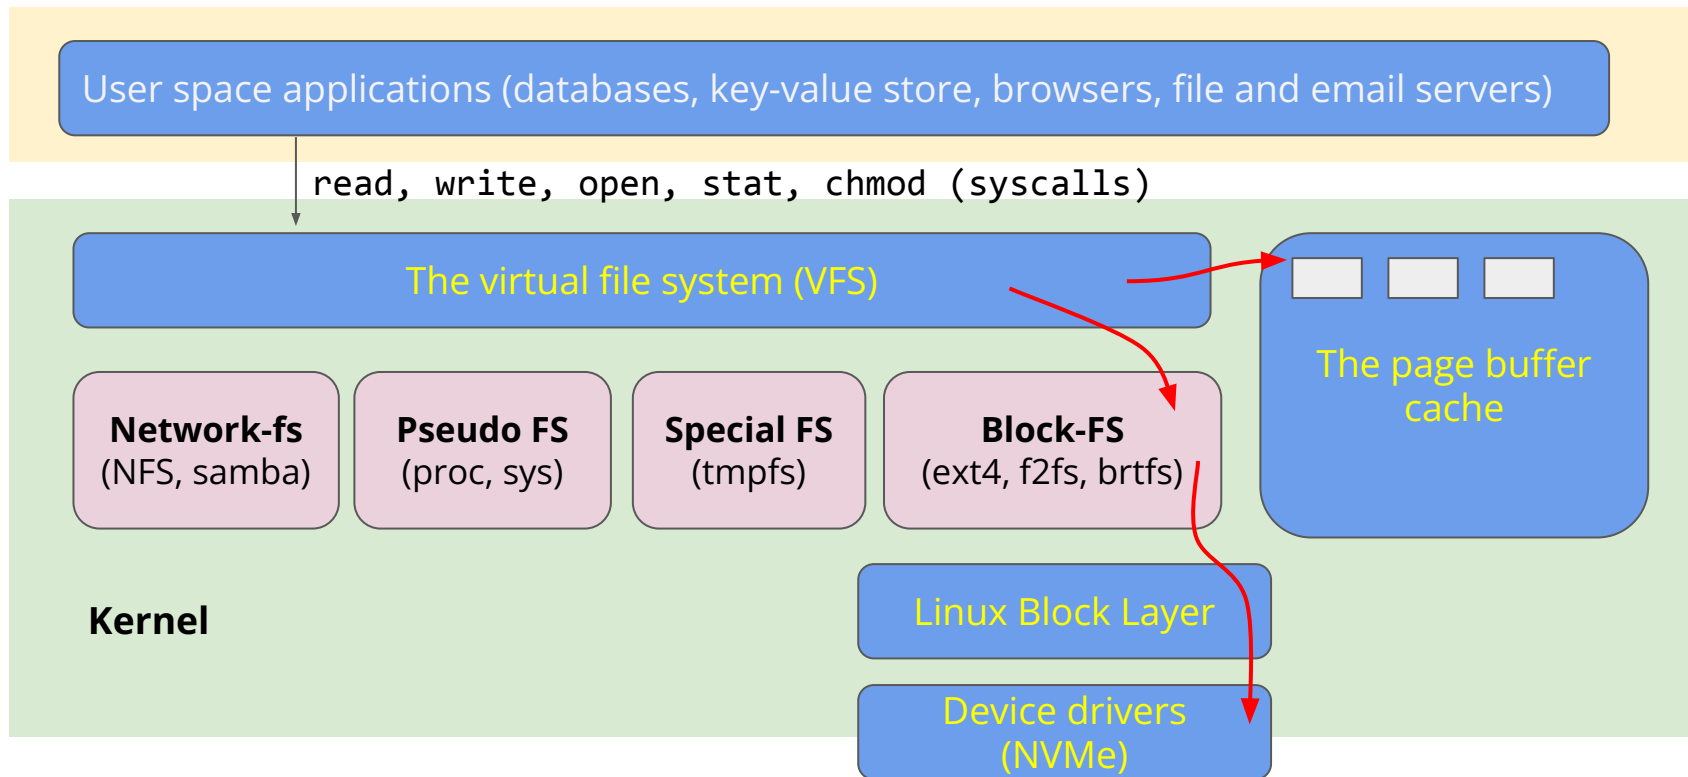 User space applications (databases, key-value store, browsers, file and email servers)
read, write, open, stat, chmod (syscalls)
The virtual file system (VFS)
The page buffer
cache
Network-fs
(NFS, samba)
Pseudo FS
(proc, sys)
Special FS
(tmpfs)
Block-FS
(ext4, f2fs, brtfs)
Kernel
Linux Block Layer
Device drivers
(NVMe)